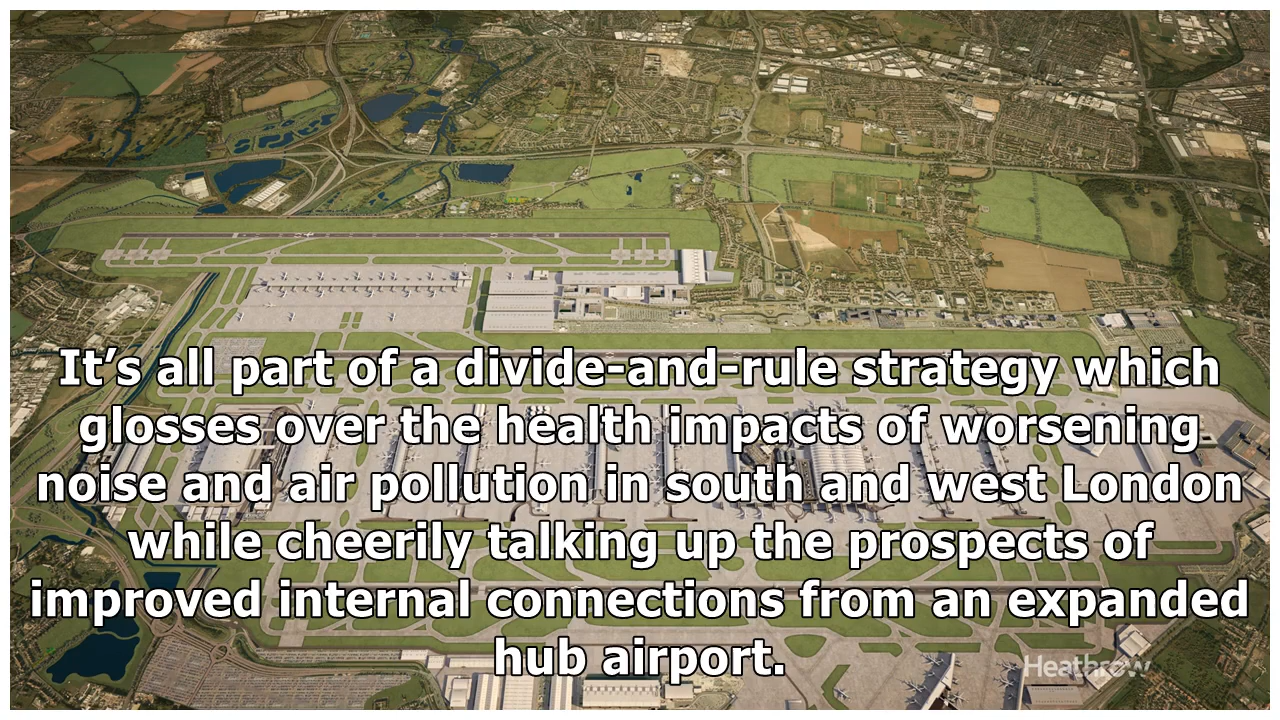 It’s all part of a divide-and-rule strategy which
glosses over the health impacts of worsening
noise and air pollution in south and west London
while cheerily talking up the prospects of
improved internal connections from an expanded
hub airport.
Heathrow